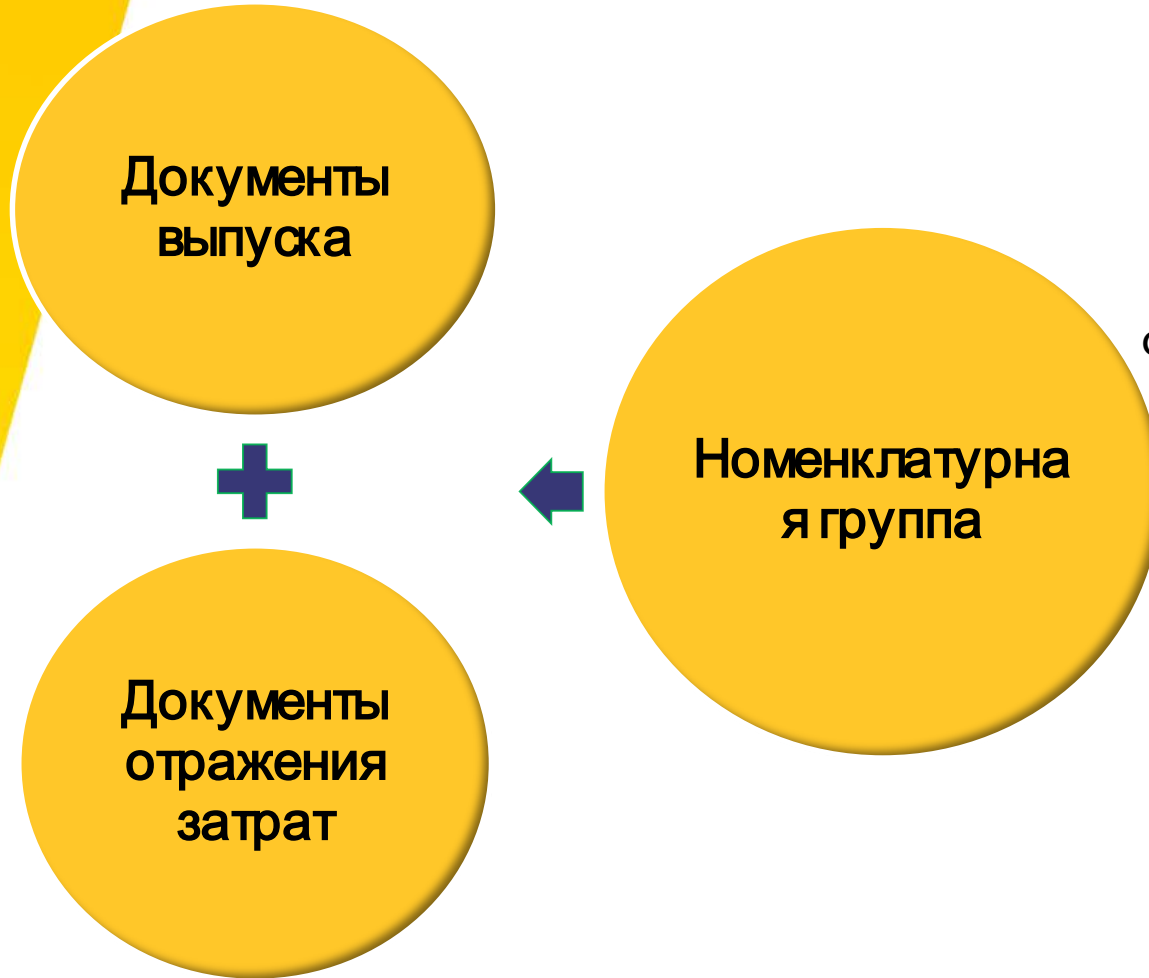 Документы
выпуска
Номенклатурна
я группа
Документы
отражения
затрат